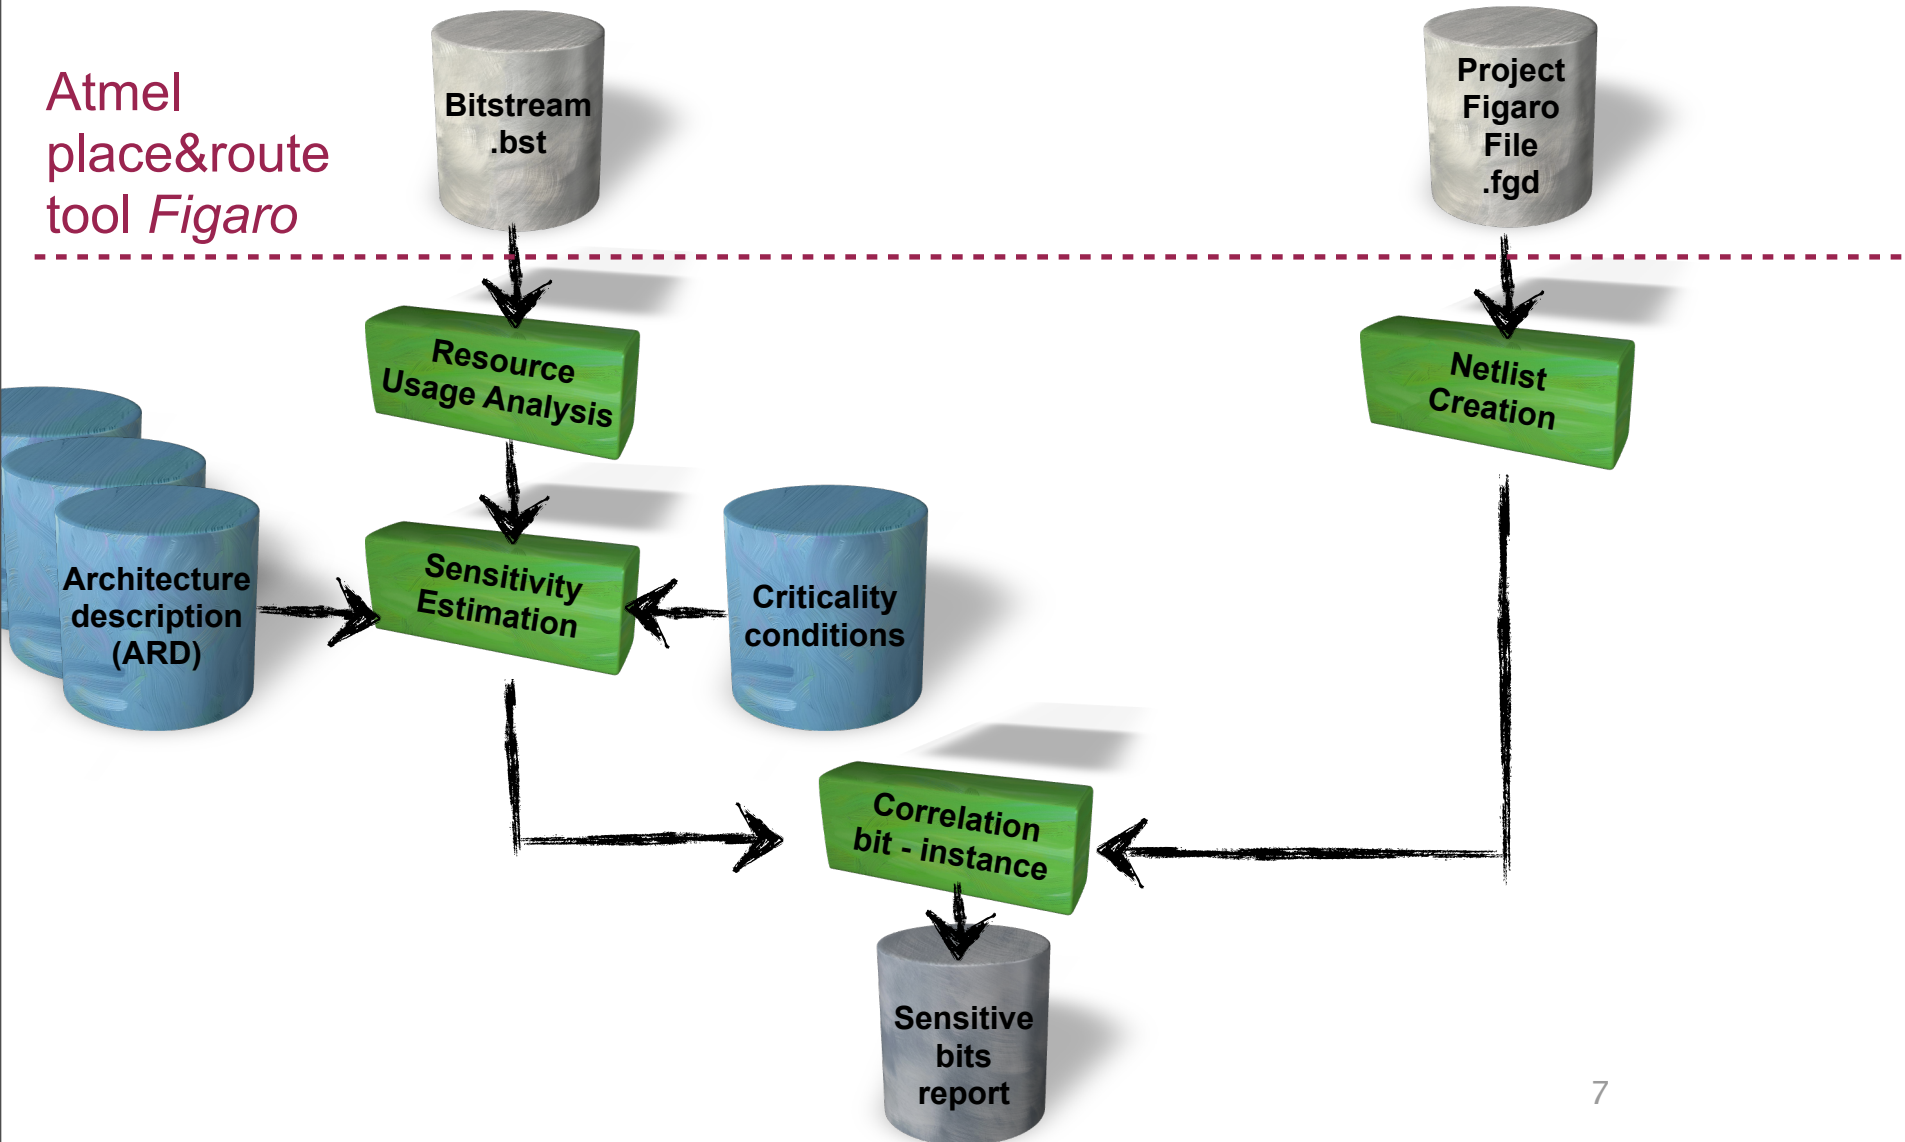 Atmel
place&route
tool Figaro
Bitstream
.bst
Project
Figaro
File
.fgd
Resource
Usage Analysis
Netlist
Creation
Architecture
description
(ARD)
Sensitivity
Estimation
Criticality
conditions
Correlation
bit - instance
Sensitive
bits
report
7